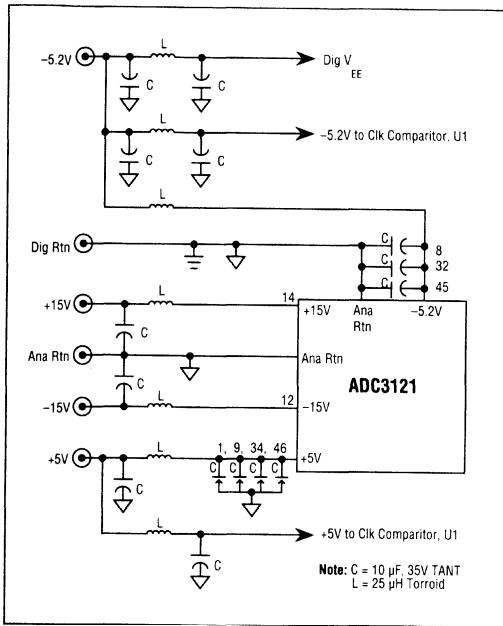 L
−5.2V
Dig V
EE
C
C
L
−5.2V to Clk Comparitor, U1
C
C
L
Dig Rtn
C
8
C
32
C
45
+15V
L
14
+15V
Ana
Rtn
−5.2V
C
Ana Rtn
Ana Rtn
ADC3121
C
−15V
L
12
−15V
L
1, 9, 34, 46
+5V
+5V
C
C
C
C
C
L
+5V to Clk Comparitor, U1
C
Note: C = 10 µF, 35V TANT
L = 25 µH Torroid